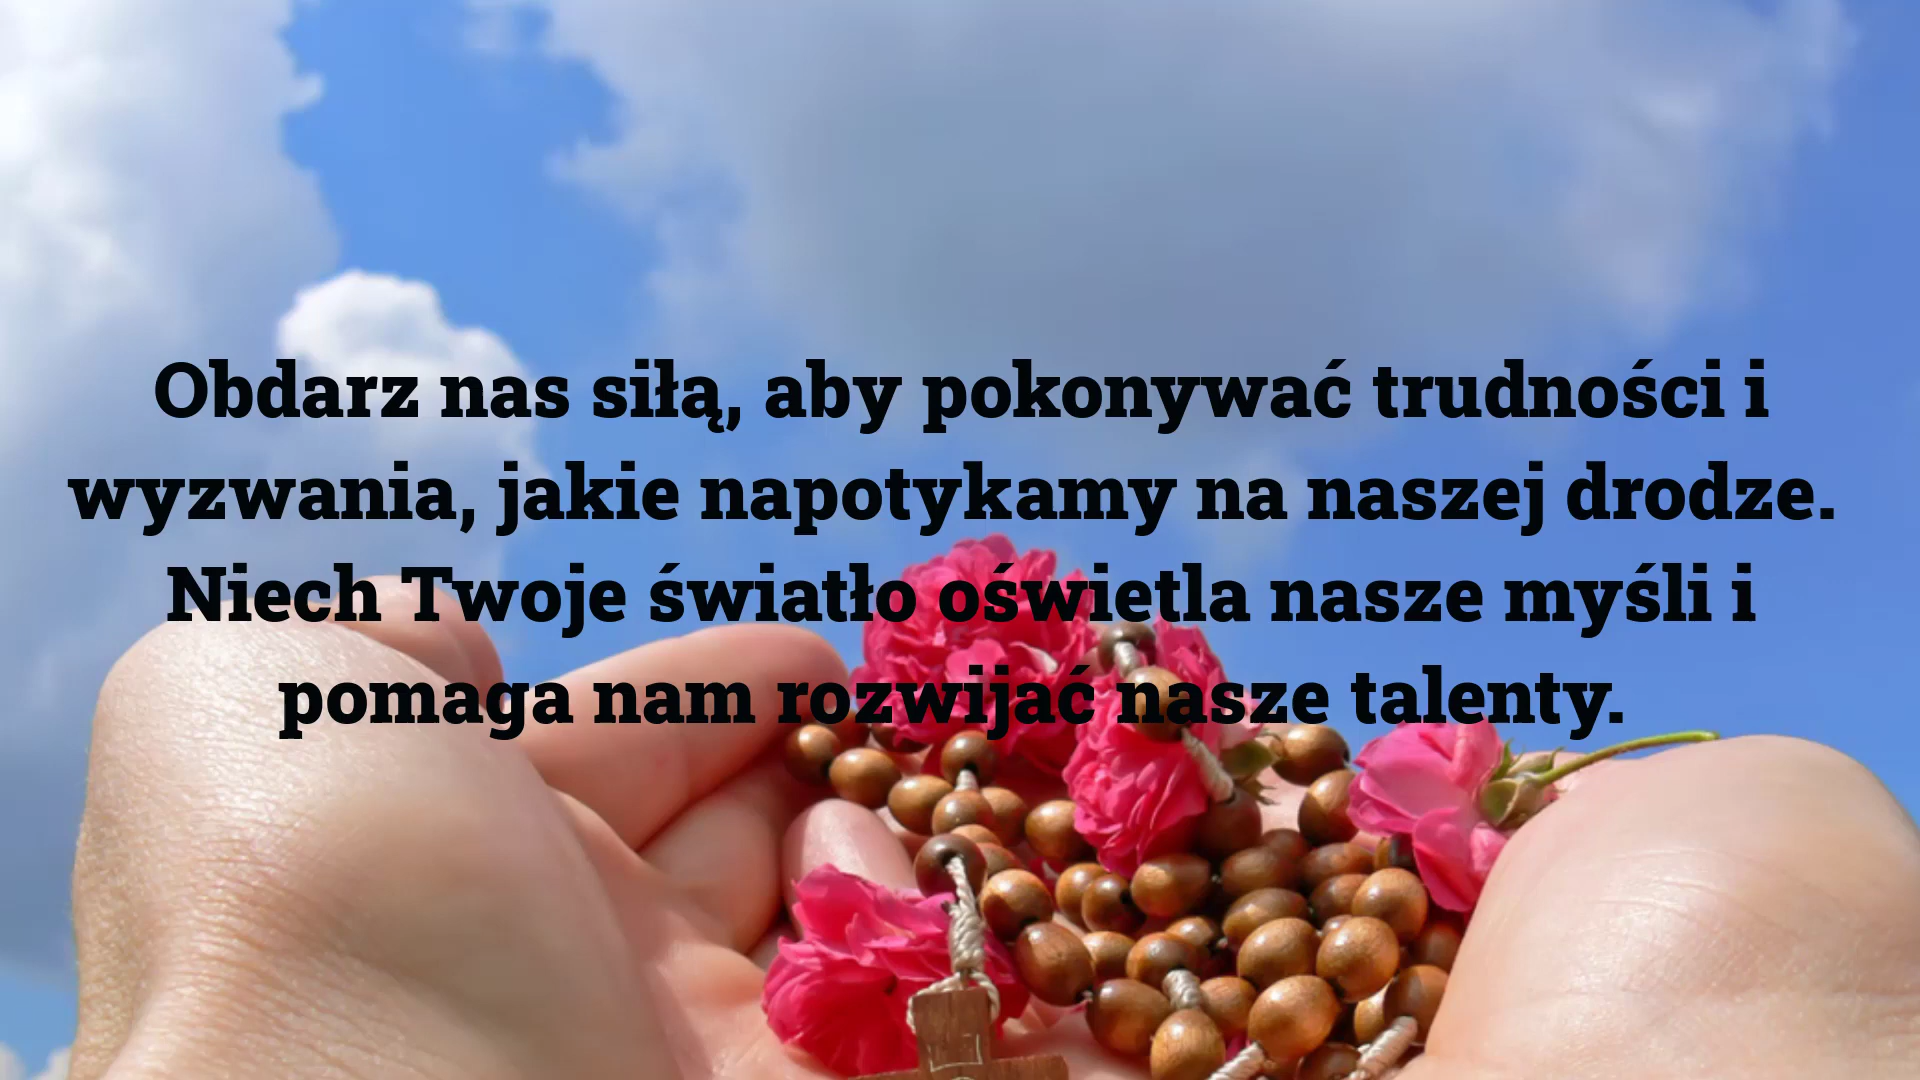 Obdarz nas siłą, aby pokonywać trudności i
wyzwania, jakie napotykamy na naszej drodze.
Niech Twoje światło oświetla nasze myśli i
pomaga nam rozwijać nasze talenty.